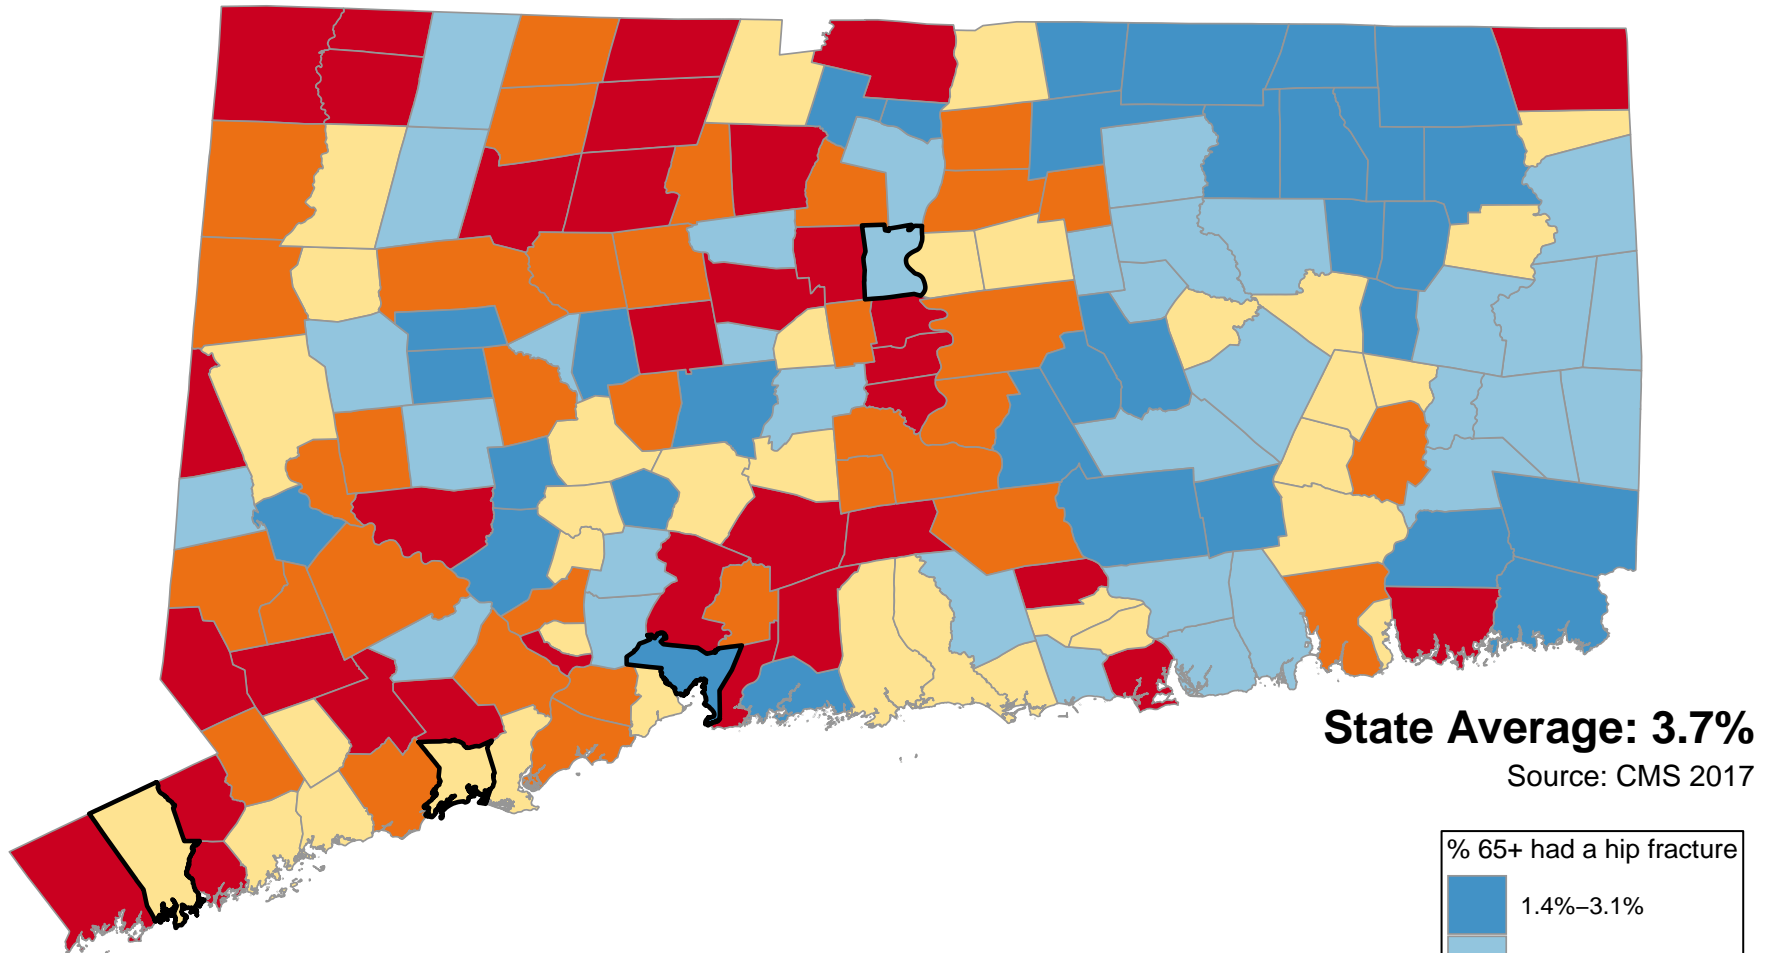 State Average: 3.7%
Source: CMS 2017
% 65+ had a hip fracture
1.4%–3.1%